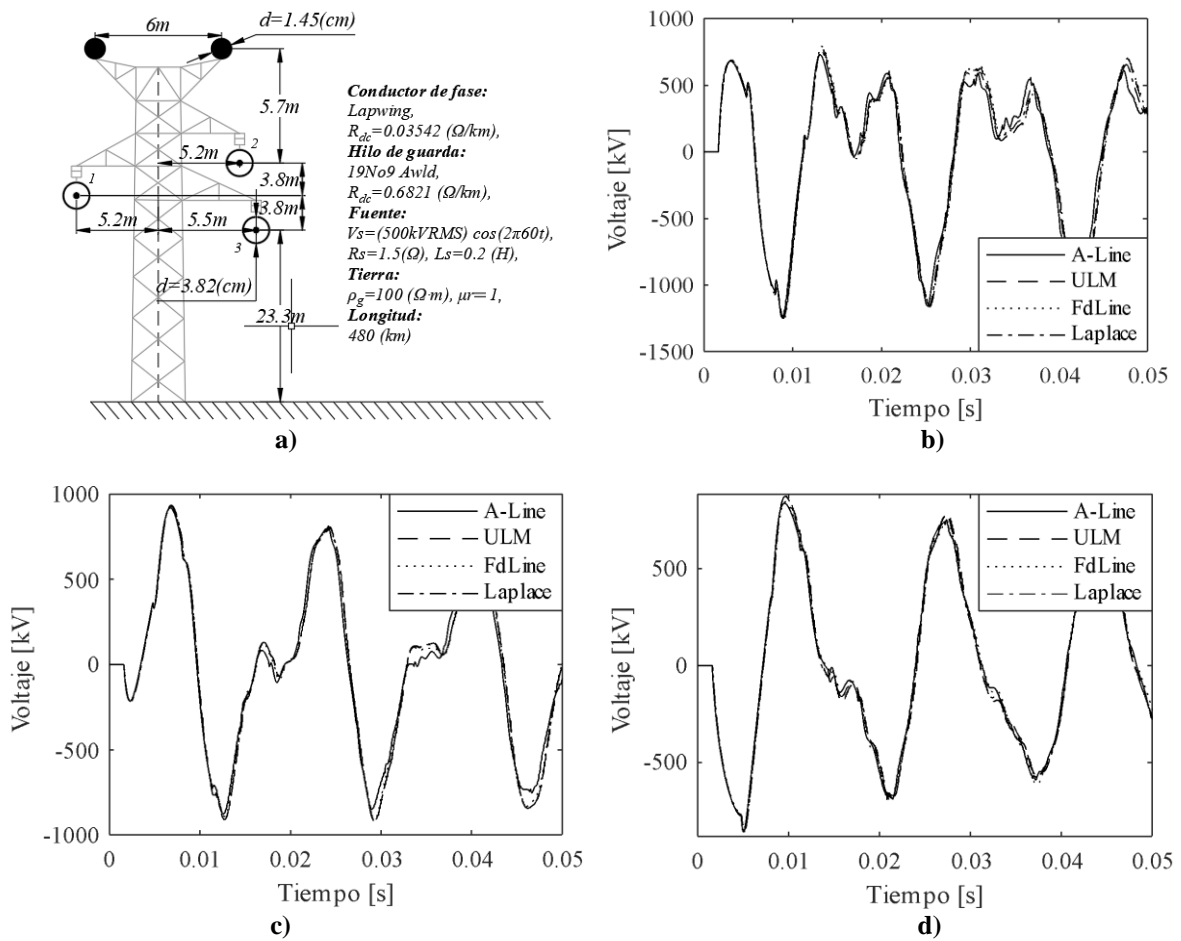 6m
d=1.45(cm)
5.7m
5.2m
2
1
3.8m
3.8m
5.2m
5.5m
3
d=3.82(cm)
23.3m
Conductor de fase:
Lapwing,
Rdc=0.03542 (Ω/km),
Hilo de guarda:
19No9 Awld,
Rdc=0.6821 (Ω/km),
Fuente:
Vs=(500kVRMS) cos(2π60t),
Rs=1.5(Ω), Ls=0.2 (H),
Tierra:
ρg=100 (Ω·m), μr=1,
Longitud:
480 (km)
a)
1000
500
0
-500
-1000
-1500
Voltaje [kV]
A-Line
ULM
FdLine
Laplace
0 0.01 0.02 0.03 0.04 0.05
Tiempo [s]
b)
1000
500
0
-500
-1000
Voltaje [kV]
A-Line
ULM
FdLine
Laplace
0 0.01 0.02 0.03 0.04 0.05
Tiempo [s]
c)
500
0
-500
Voltaje [kV]
A-Line
ULM
FdLine
Laplace
0 0.01 0.02 0.03 0.04 0.05
Tiempo [s]
d)